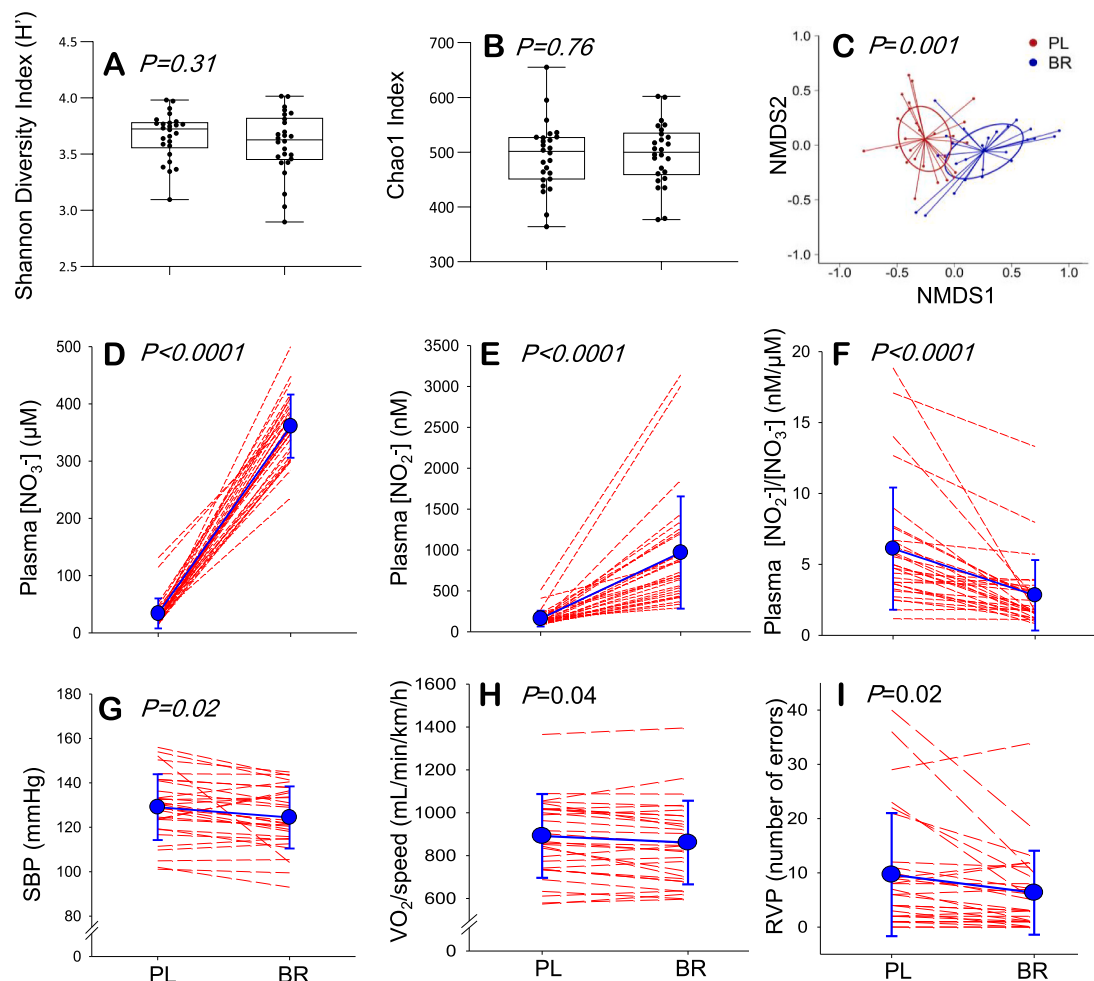 Shannon Diversity Index (H')
4.5
4.0
3.5
3.0
2.5
A P=0.31
Chao1 Index
700
600
500
400
300
B P=0.76
NMDS2
1.0
0.5
0.0
-0.5
-1.0
C P=0.001
PL
BR
-1.0 -0.5 0.0 0.5 1.0
NMDS1
Plasma [NO3-] (µM)
500
400
300
200
100
0
D P<0.0001
Plasma [NO2-] (nM)
3500
3000
2500
2000
1500
1000
500
0
E P<0.0001
Plasma [NO2-]/[NO3-] (nM/µM)
20
15
10
5
0
F P<0.0001
SBP (mmHg)
180
160
140
120
100
80
0
G P=0.02
PL BR
VO2/speed (mL/min/km/h)
1600
1400
1200
1000
800
600
0
H P=0.04
PL BR
RVP (number of errors)
40
30
20
10
0
I P=0.02
PL BR